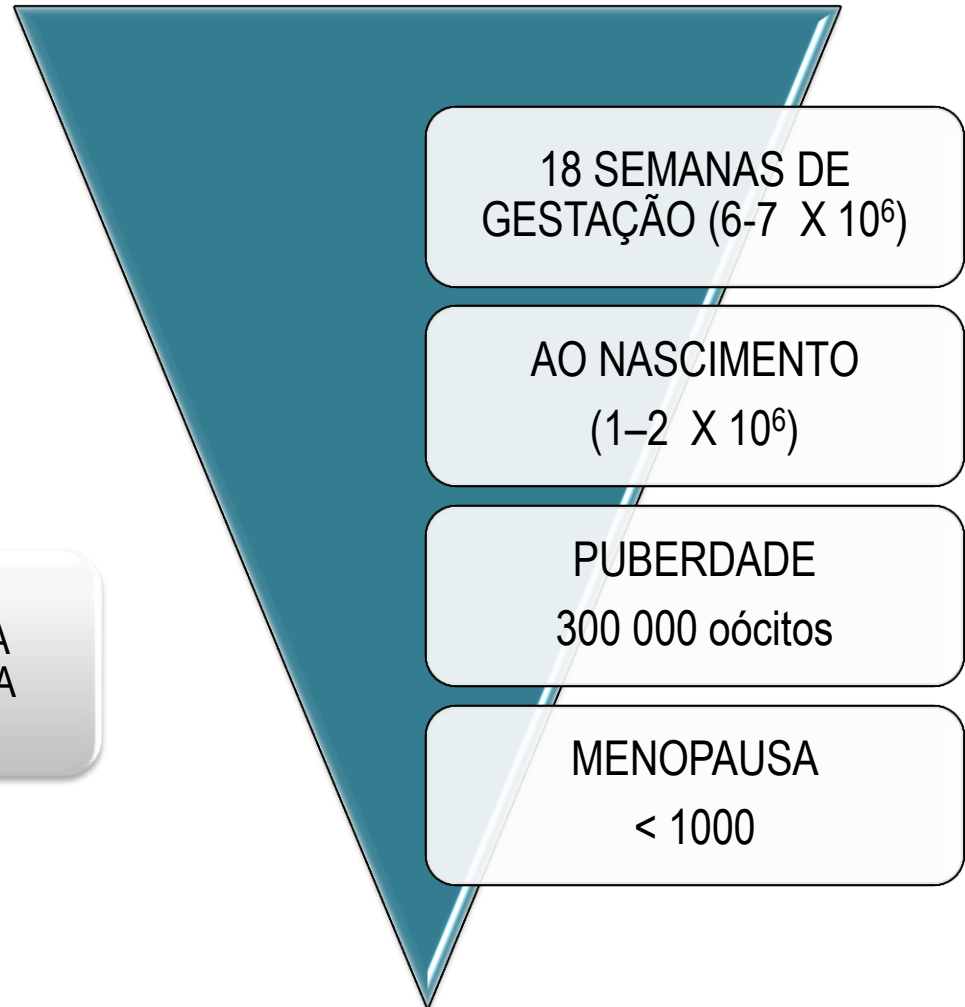 18 SEMANAS DE
GESTAÇÃO (6-7 X 10⁶)
AO NASCIMENTO
(1–2 X 10⁶)
PUBERDADE
300 000 oócitos
MENOPAUSA
< 1000